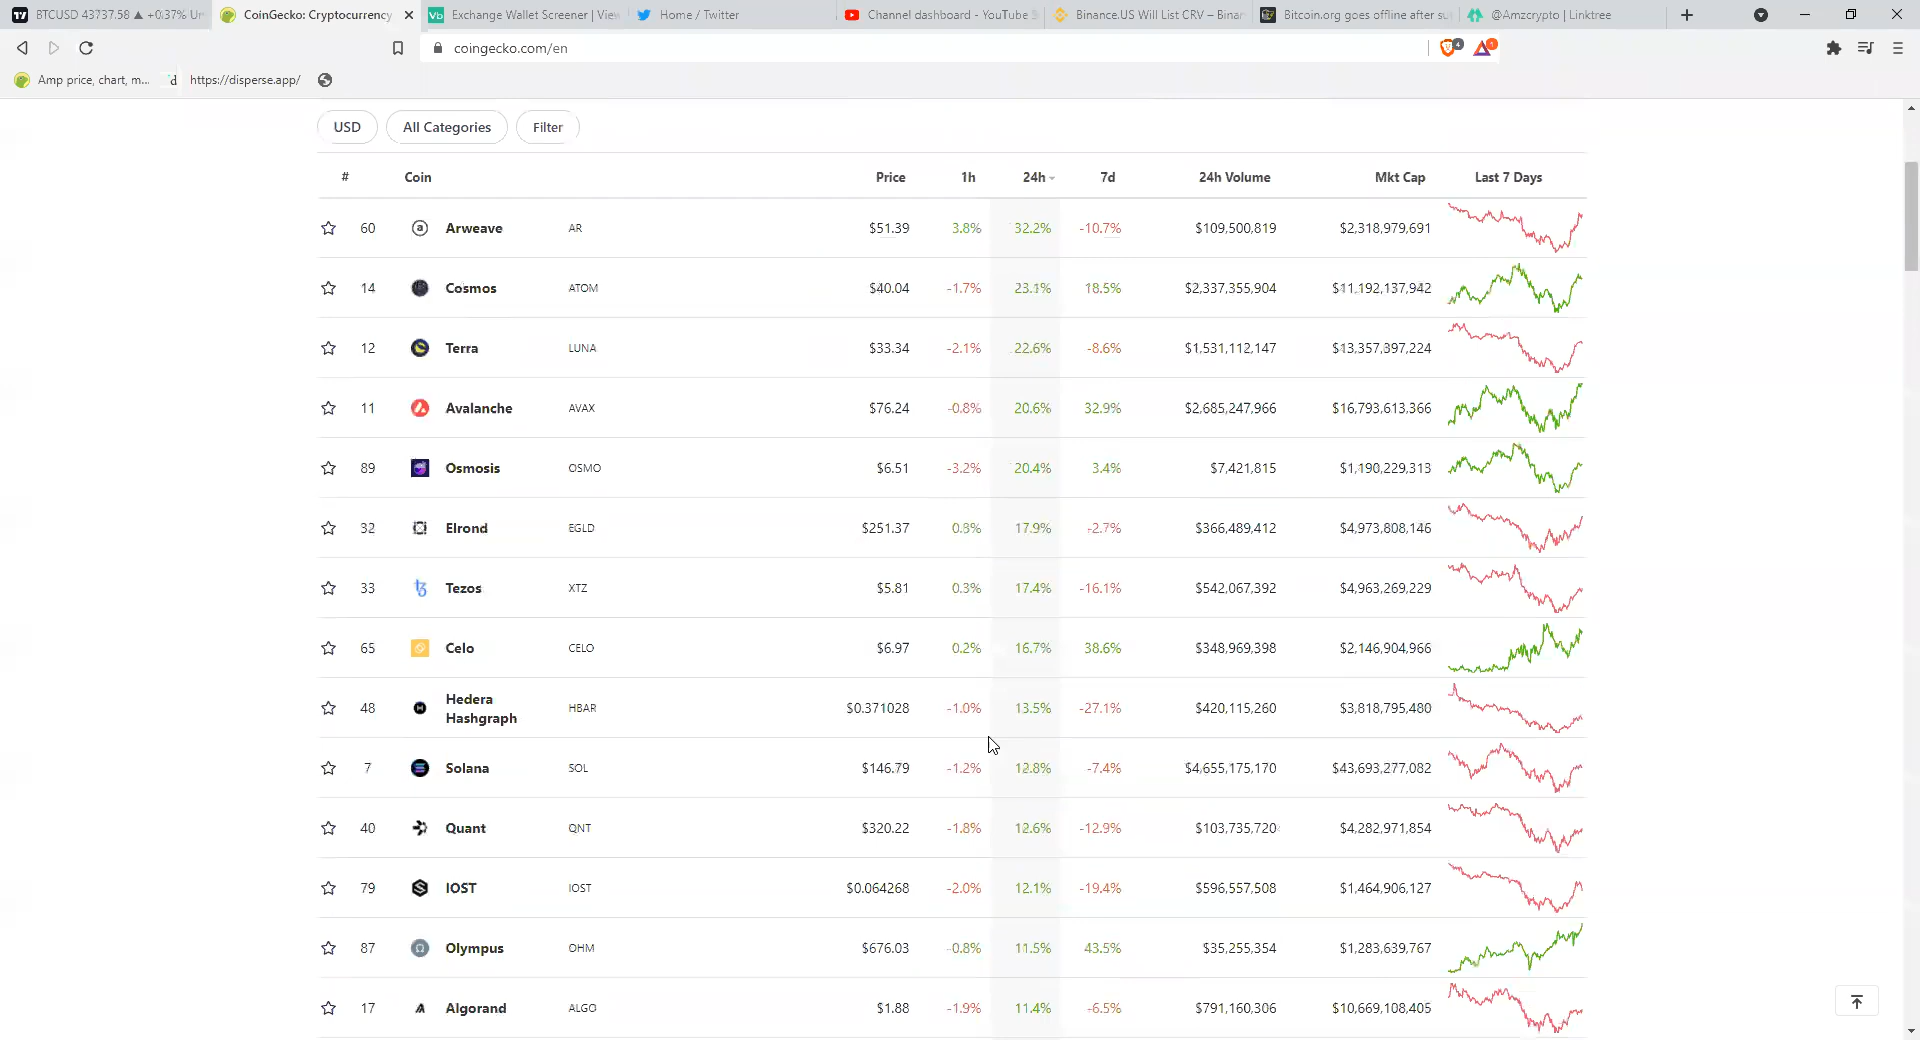 BTCUSD 43737.58 ▲ +0.37% Un
CoinGecko: Cryptocurrency
Exchange Wallet Screener | View
Home / Twitter
Channel dashboard - YouTube S
Binance.US Will List CRV – Binan
Bitcoin.org goes offline after su
@Amzcrypto | Linktree
coingecko.com/en
4
1
Amp price, chart, m...
d https://disperse.app/
USD All Categories Filter
# Coin Price 1h 24h 7d 24h Volume Mkt Cap Last 7 Days
60 Arweave AR $51.39 3.8% 32.2% -10.7% $109,500,819 $2,318,979,691
14 Cosmos ATOM $40.04 -1.7% 23.1% 18.5% $2,337,355,904 $11,192,137,942
12 Terra LUNA $33.34 -2.1% 22.6% -8.6% $1,531,112,147 $13,357,897,224
11 Avalanche AVAX $76.24 -0.8% 20.6% 32.9% $2,685,247,966 $16,793,613,366
89 Osmosis OSMO $6.51 -3.2% 20.4% 3.4% $7,421,815 $1,190,229,313
32 Elrond EGLD $251.37 0.8% 17.9% -2.7% $366,489,412 $4,973,808,146
33 Tezos XTZ $5.81 0.3% 17.4% -16.1% $542,067,392 $4,963,269,229
65 Celo CELO $6.97 0.2% 16.7% 38.6% $348,969,398 $2,146,904,966
48 Hedera Hashgraph HBAR $0.371028 -1.0% 13.5% -27.1% $420,115,260 $3,818,795,480
7 Solana SOL $146.79 -1.2% 12.8% -7.4% $4,655,175,170 $43,693,277,082
40 Quant QNT $320.22 -1.8% 12.6% -12.9% $103,735,720 $4,282,971,854
79 IOST IOST $0.064268 -2.0% 12.1% -19.4% $596,557,508 $1,464,906,127
87 Olympus OHM $676.03 -0.8% 11.5% 43.5% $35,255,354 $1,283,639,767
17 Algorand ALGO $1.88 -1.9% 11.4% -6.5% $791,160,306 $10,669,108,405